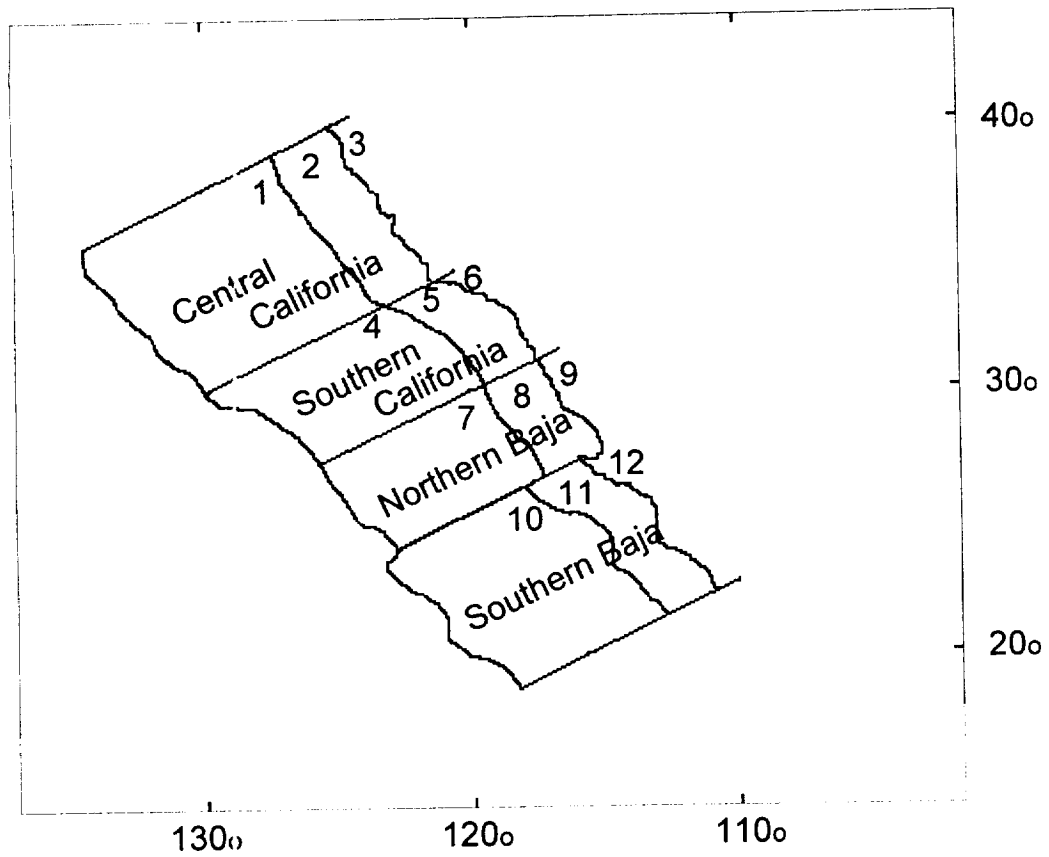 40o
3
2
1
Central
California
6
5
4
Southern
California
30o
9
8
7
Northern Baja
12
11
10
Southern Baja
20o
130o
120o
110o